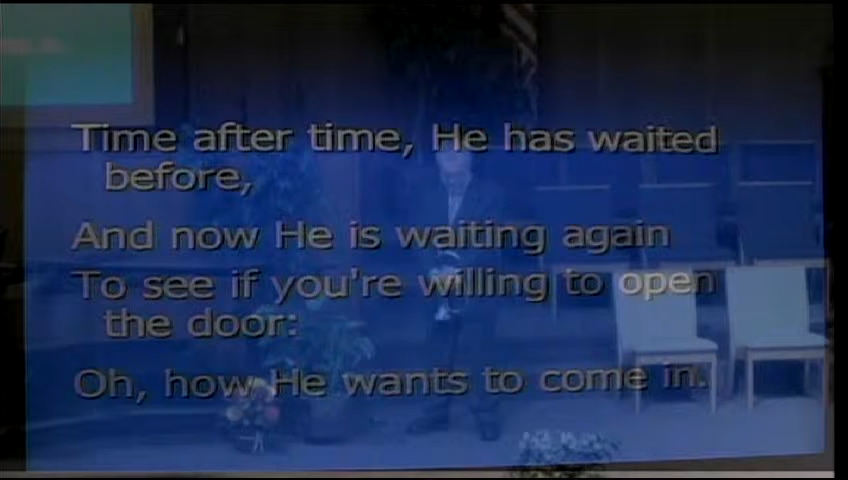 Time after time, He has waited
before,
And now He is waiting again
To see if you're willing to open
the door:
Oh, how He wants to come in.